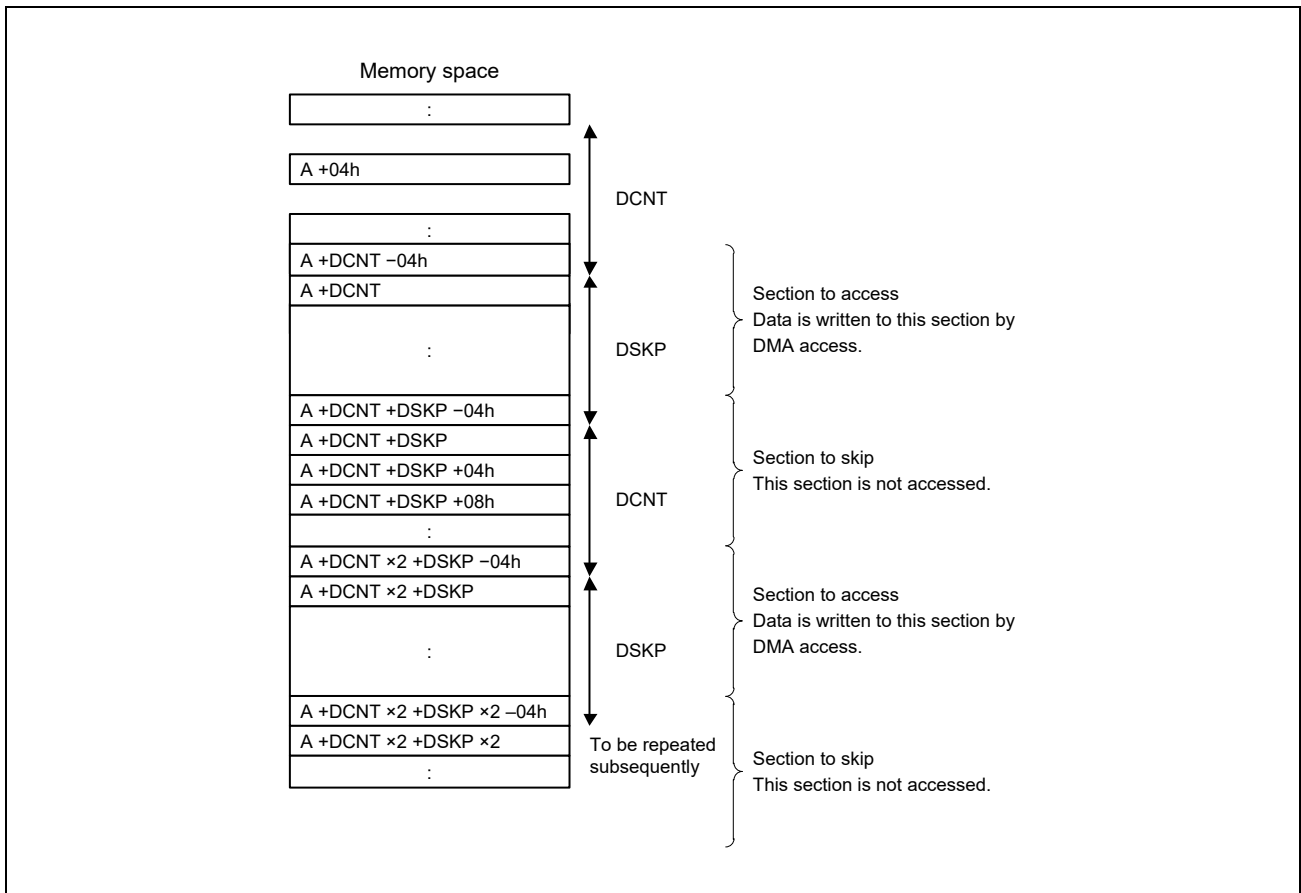 Memory space
:
A +04h
DCNT
:
A +DCNT −04h
A +DCNT
Section to access
Data is written to this section by
DMA access.
:
DSKP
A +DCNT +DSKP −04h
A +DCNT +DSKP
A +DCNT +DSKP +04h
Section to skip
This section is not accessed.
A +DCNT +DSKP +08h
DCNT
:
A +DCNT ×2 +DSKP −04h
A +DCNT ×2 +DSKP
Section to access
Data is written to this section by
DMA access.
:
DSKP
A +DCNT ×2 +DSKP ×2 –04h
A +DCNT ×2 +DSKP ×2
To be repeated
subsequently
Section to skip
This section is not accessed.
: